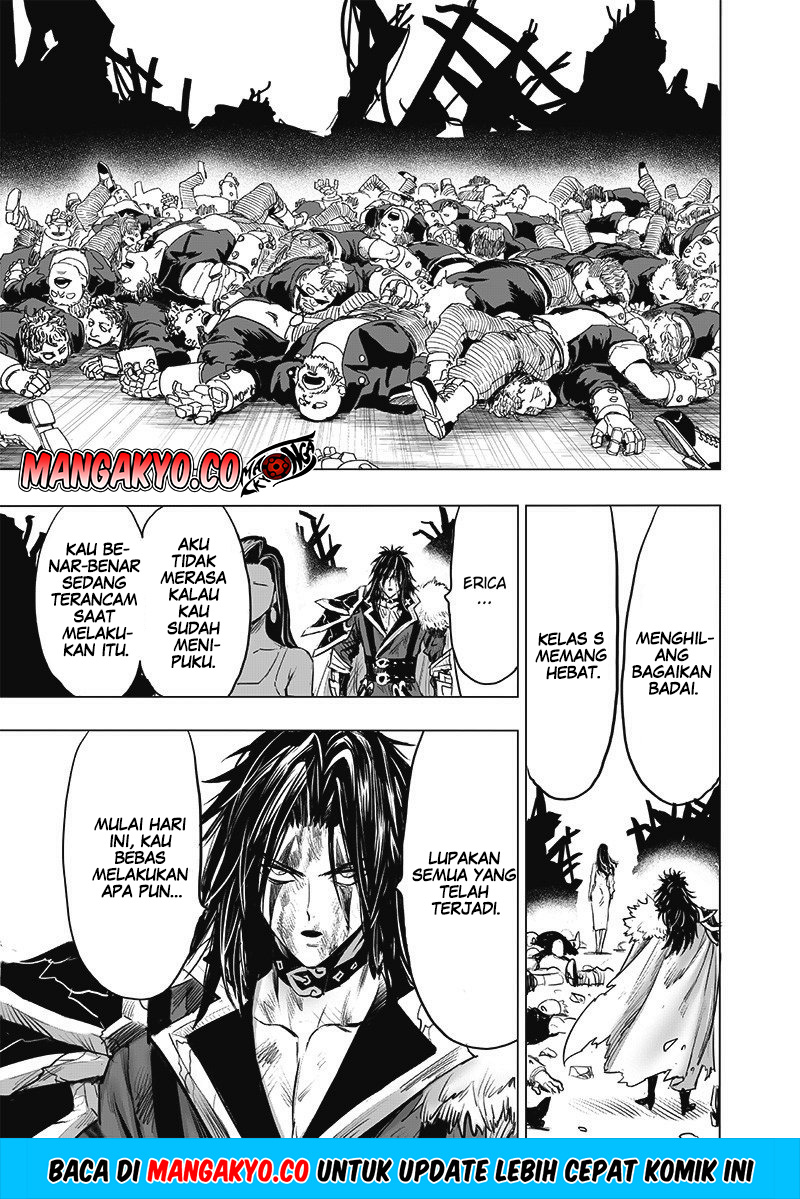 MANGAKYO.CO
MENGHIL-
ANG
BAGAIKAN
BADAI.
KELAS S
MEMANG
HEBAT.
ERICA
...
AKU
TIDAK
MERASA
KALAU
KAU
SUDAH
MENI-
PUKU.
KAU BE-
NAR-BENAR
SEDANG
TERANCAM
SAAT
MELAKU-
KAN ITU.
LUPAKAN
SEMUA YANG
TELAH
TERJADI.
MULAI HARI
INI, KAU
BEBAS
MELAKUKAN
APA PUN...
BACA DI MANGAKYO.CO UNTUK UPDATE LEBIH CEPAT KOMIK INI